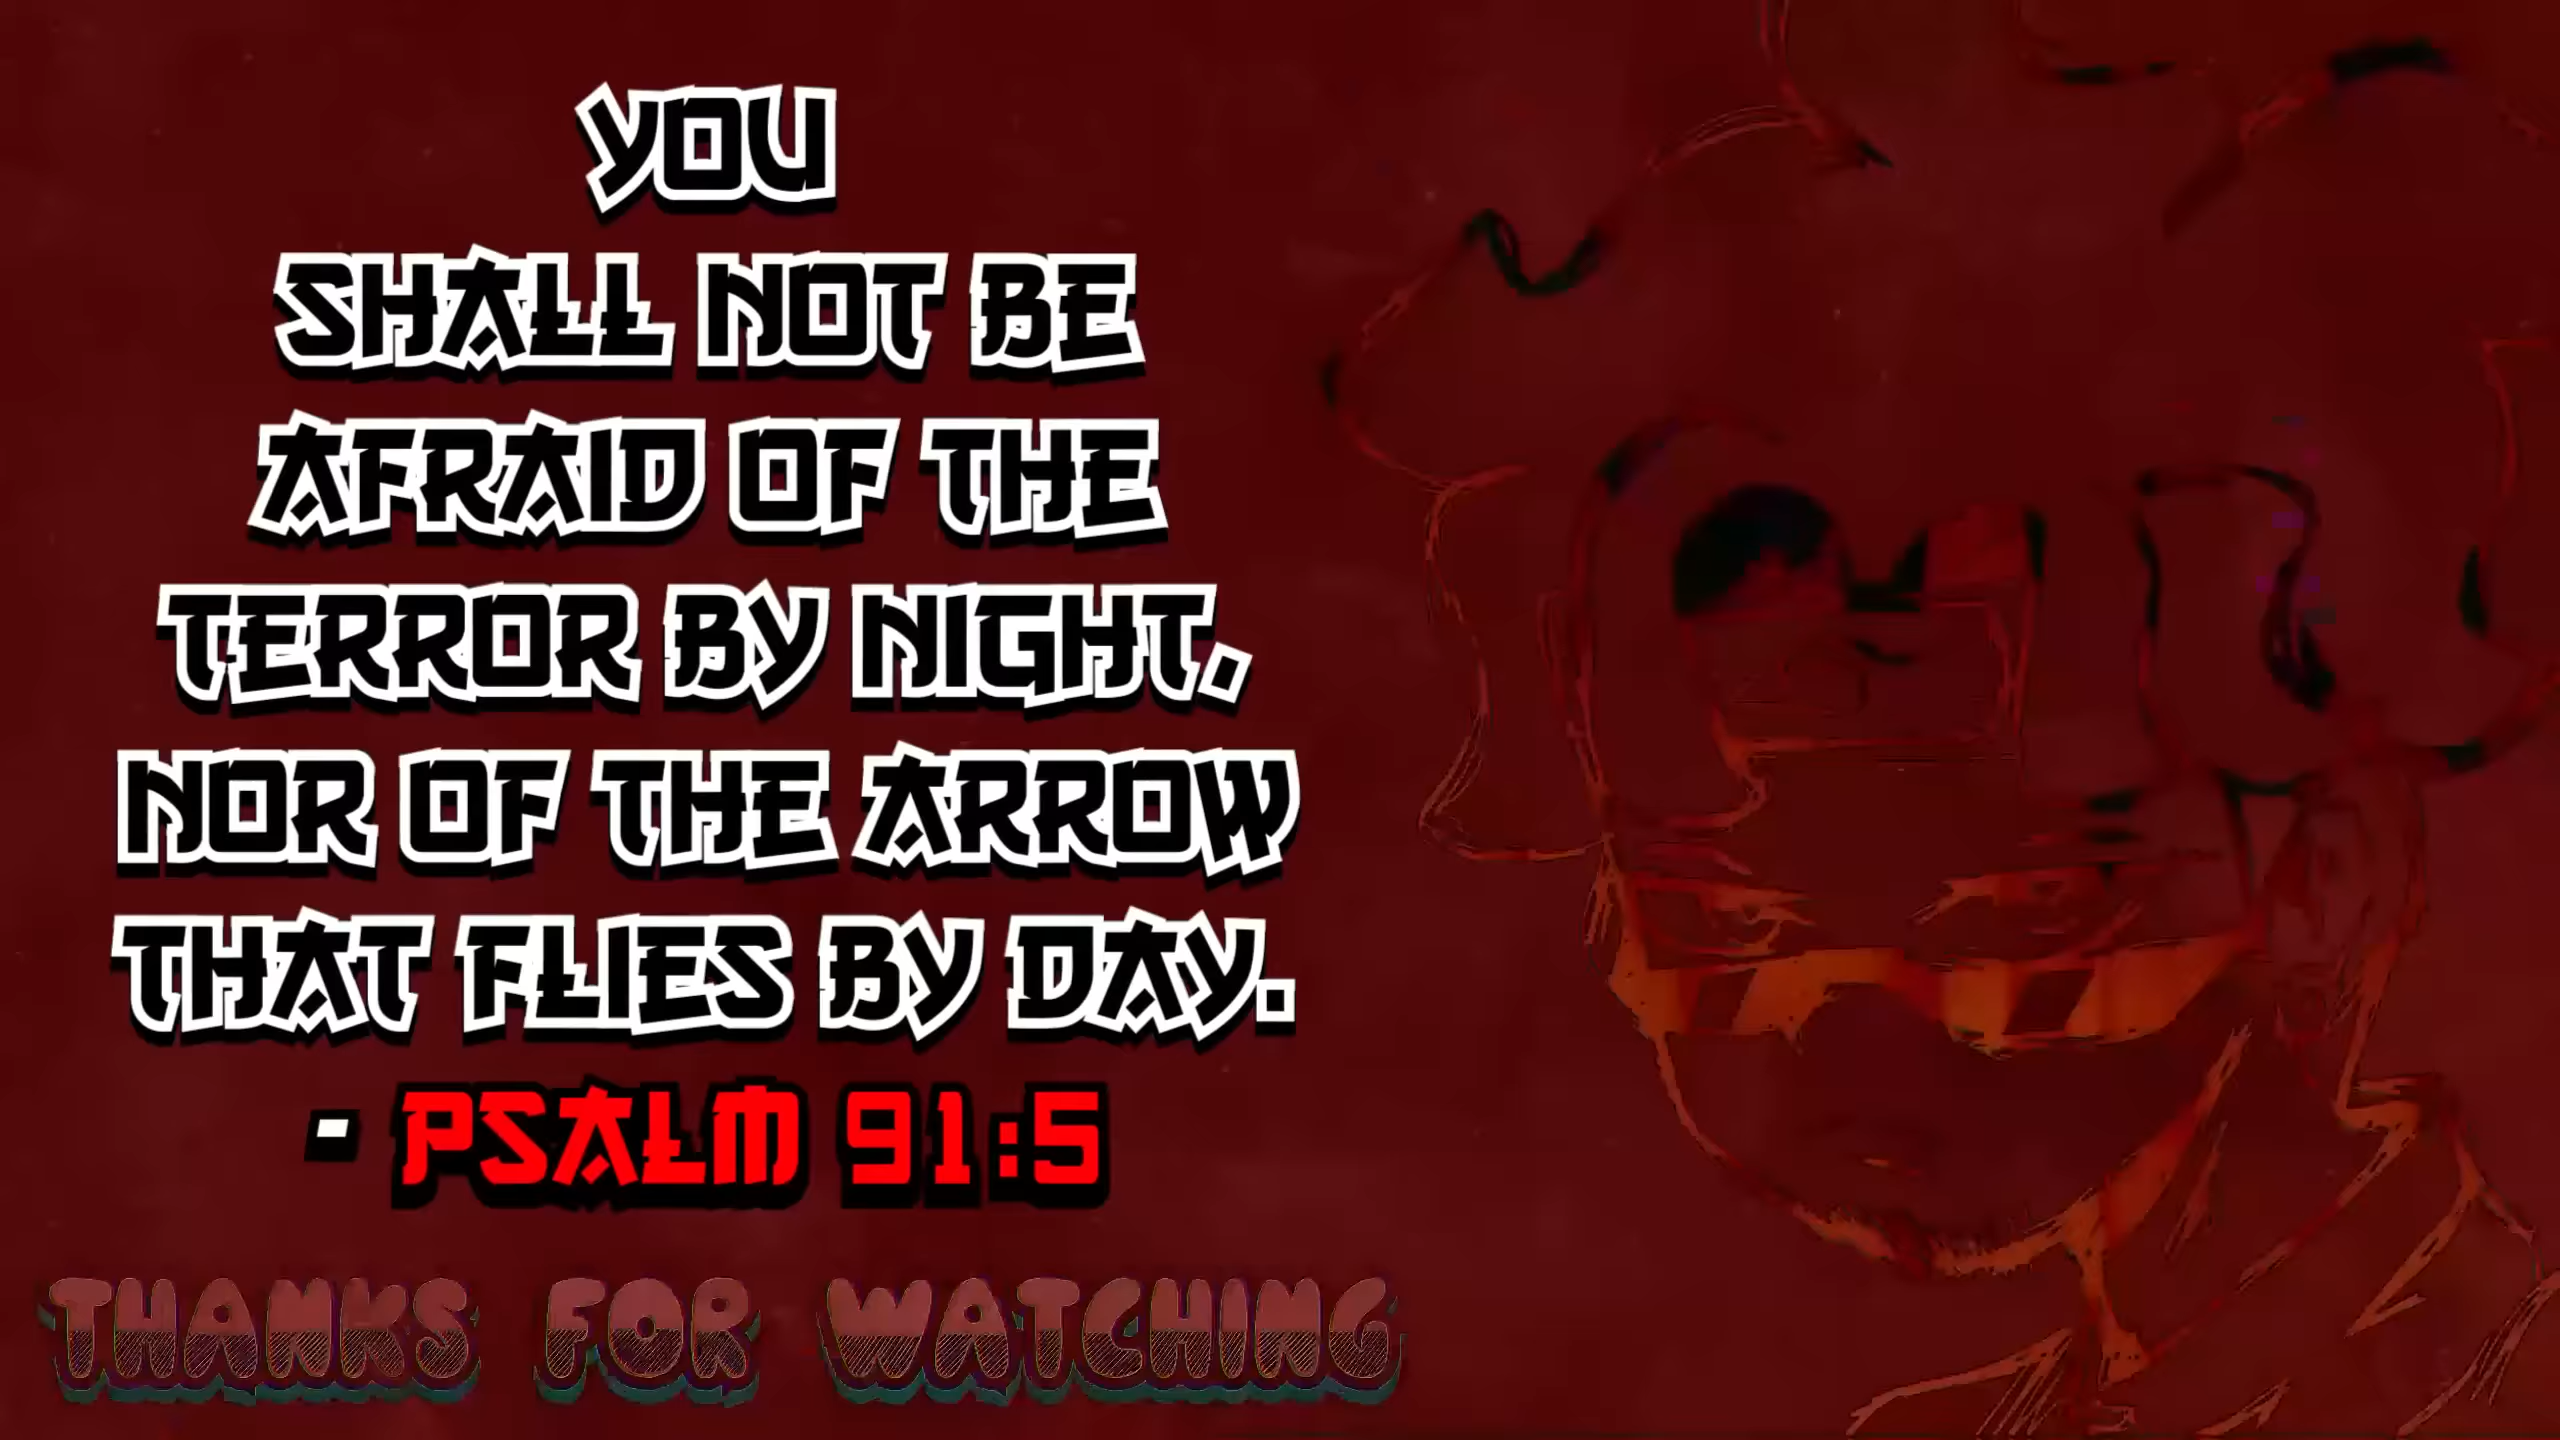 YOU
SHALL NOT BE
AFRAID OF THE
TERROR BY NIGHT.
NOR OF THE ARROW
THAT FLIES BY DAY.
- PSALM 91:5
THANKS FOR WATCHING